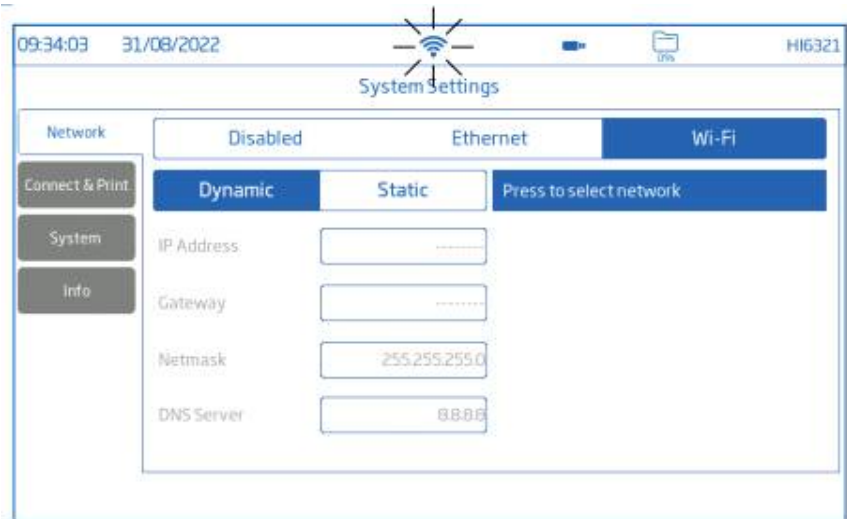 09:34:03 31/08/2022 HI6321
System Settings
Network Disabled Ethernet Wi-Fi
Connect & Print Dynamic Static Press to select network
System IP Address --------
Info Gateway --------
Netmask 255.255.255.0
DNS Server 8.8.8.8